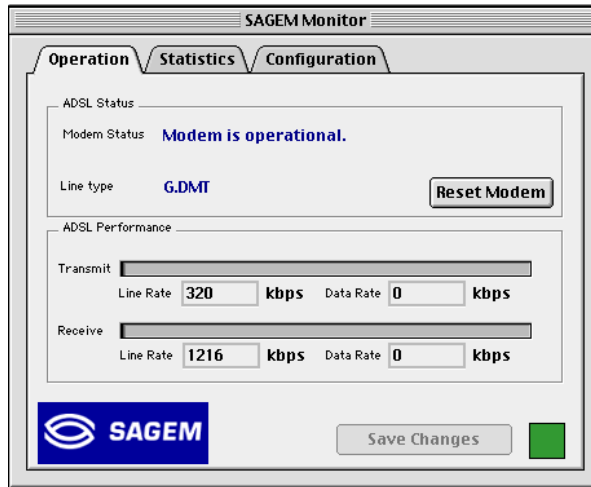 SAGEM Monitor
Operation Statistics Configuration
ADSL Status
Modem Status Modem is operational.
Line type G.DMT Reset Modem
ADSL Performance
Transmit
Line Rate 320 kbps Data Rate 0 kbps
Receive
Line Rate 1216 kbps Data Rate 0 kbps
SAGEM Save Changes